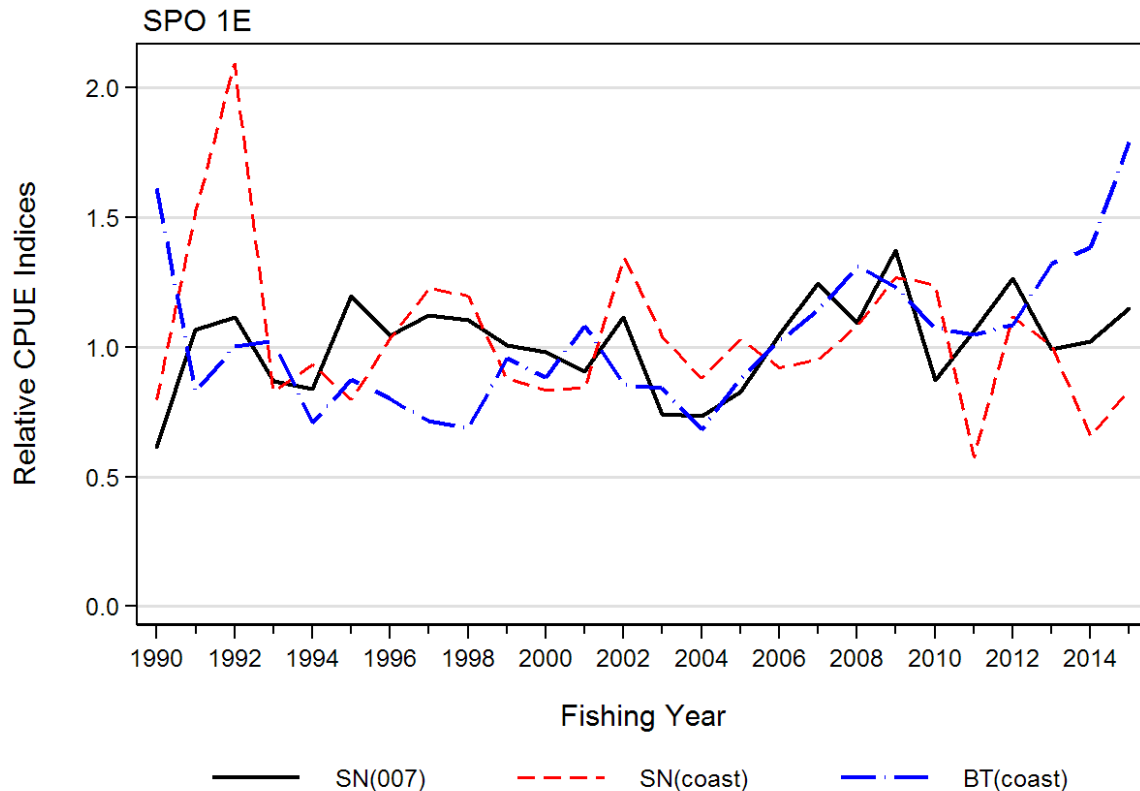 SPO 1E
2.0
1.5
1.0
0.5
0.0
Relative CPUE Indices
1990 1992 1994 1996 1998 2000 2002 2004 2006 2008 2010 2012 2014
Fishing Year
SN(007) SN(coast) BT(coast)